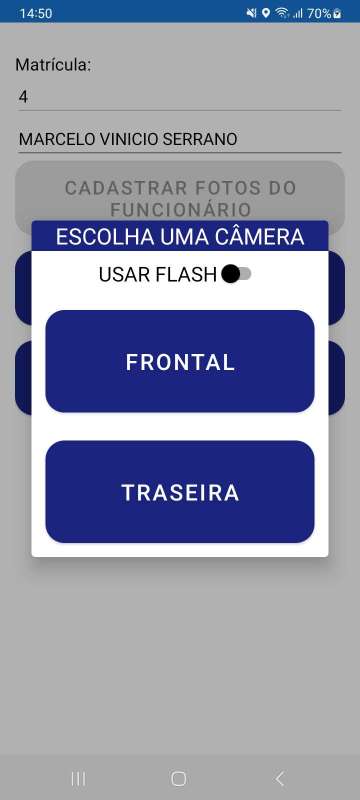 14:50
70%
Matrícula:
4
MARCELO VINICIO SERRANO
CADASTRAR FOTOS DO
FUNCIONÁRIO
ESCOLHA UMA CÂMERA
USAR FLASH
FRONTAL
TRASEIRA